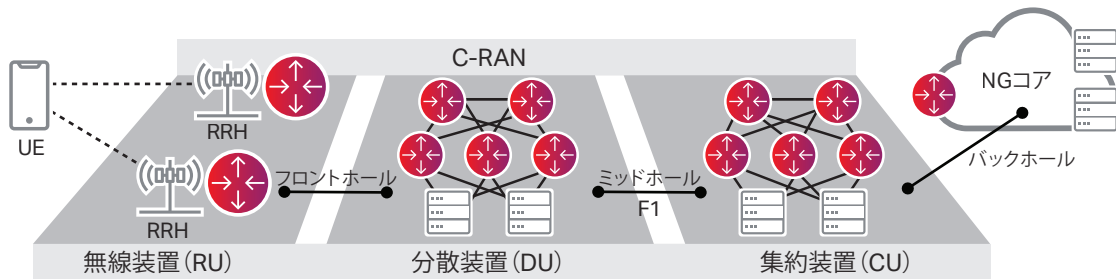 C-RAN
NGコア
UE
RRH
バックホール
フロントホール
ミッドホール
F1
RRH
無線装置(RU)
分散装置(DU)
集約装置(CU)